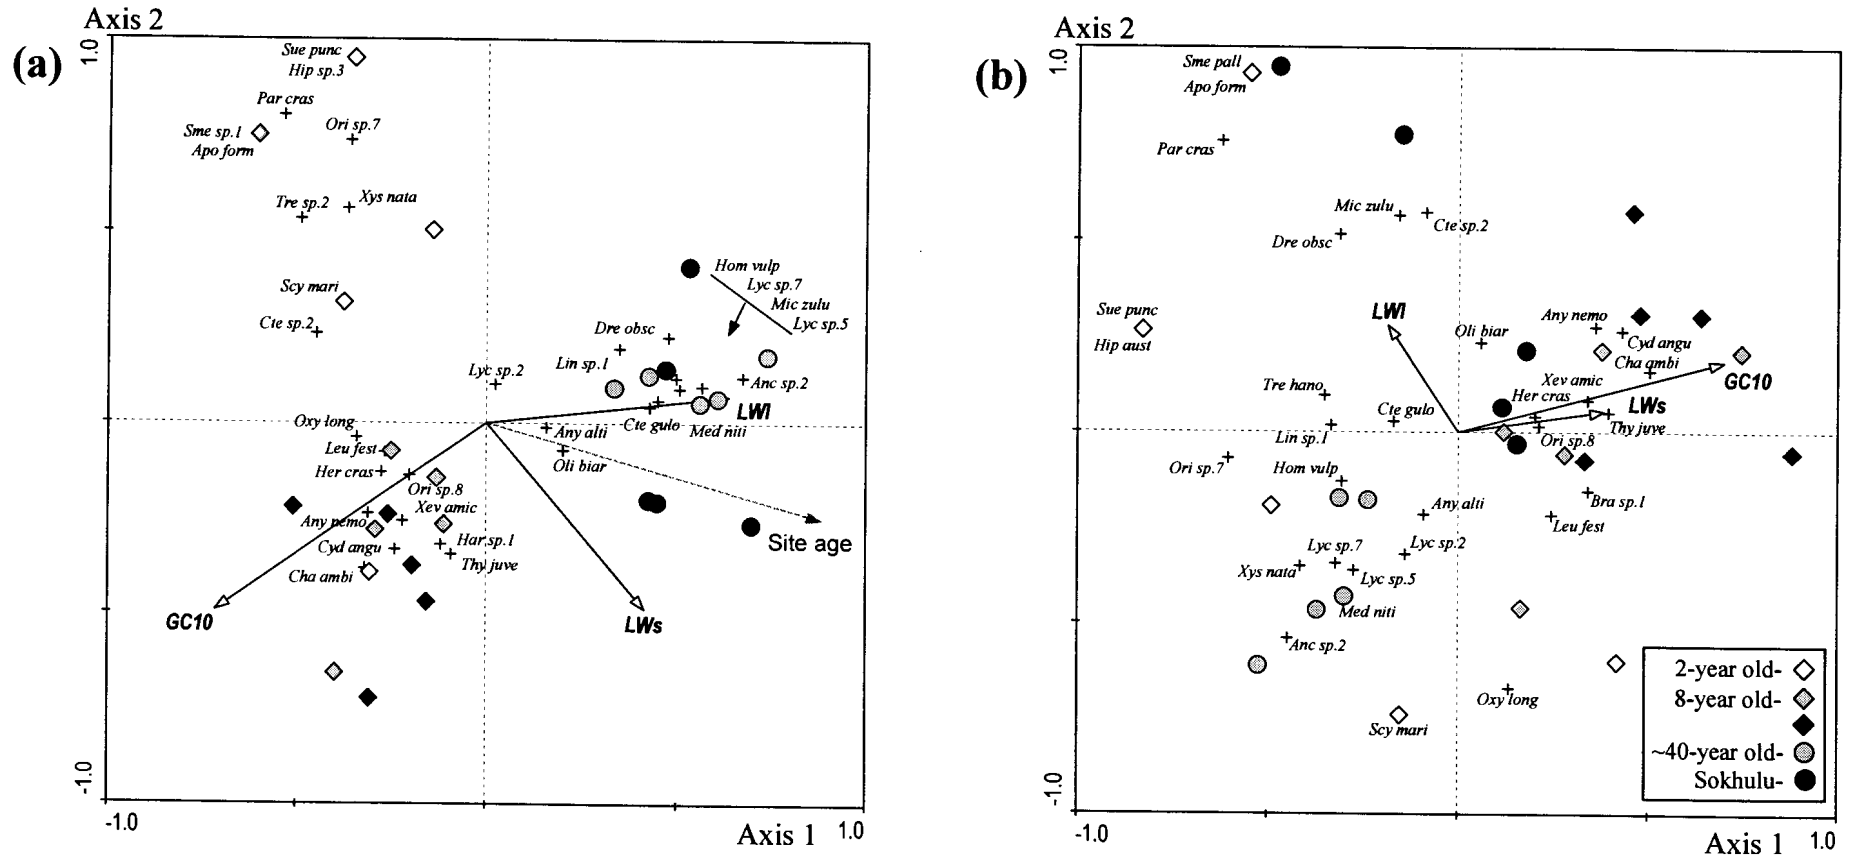 (a)
Axis 2
1.0
Sue punc
Hip sp.3
Par cras
Ori sp.7
Sme sp.1
Apo form
Tre sp.2
Xys nata
Scy mari
Cte sp.2
Hom vulp
Lyc sp.7
Mic zulu
Lyc sp.5
Dre obsc
Lin sp.1
Lyc sp.2
Anc sp.2
LWl
Cte gulo
Med niti
Oxy long
Any alti
Leu fest
Oli biar
Her cras
Ori sp.8
Xev amic
Any nemo
Har sp.1
Cyd angu
Thy juve
Cha ambi
Site age
GC10
LWs
-1.0
-1.0
Axis 1
1.0
(b)
Axis 2
1.0
Sme pall
Apo form
Par cras
Mic zulu
Cte sp.2
Dre obsc
Sue punc
Hip aust
LWl
Oli biar
Any nemo
Cyd angu
Cha ambi
GC10
Tre hano
Xev amic
Her cras
LWs
Cte gulo
Thy juve
Lin sp.1
Ori sp.8
Ori sp.7
Hom vulp
Any alti
Bra sp.1
Leu fest
Lyc sp.7
Lyc sp.2
Xys nata
Lyc sp.5
Med niti
Anc sp.2
Oxy long
Scy mari
2-year old-
8-year old-
~40-year old-
Sokhulu-
-1.0
-1.0
Axis 1
1.0